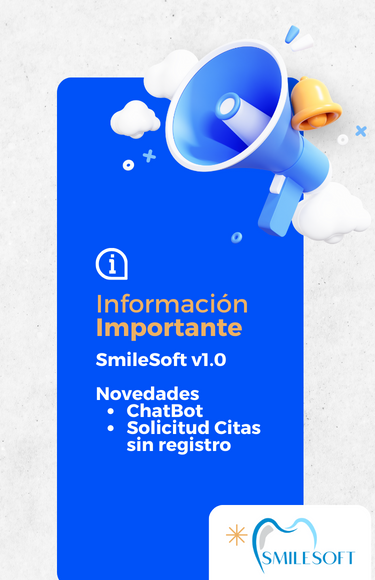 Información
Importante
SmileSoft v1.0
Novedades
• ChatBot
• Solicitud Citas
sin registro
SMILESOFT